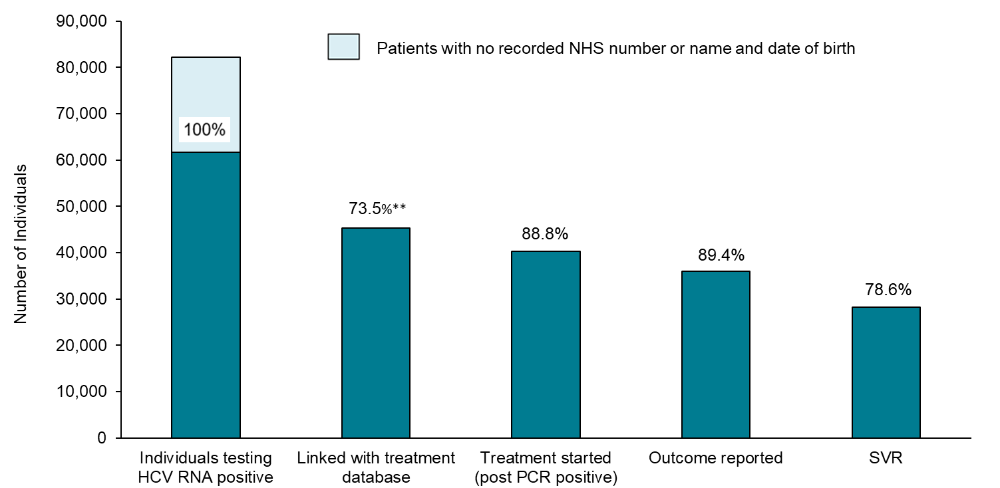 90,000
80,000
70,000
60,000
50,000
40,000
30,000
20,000
10,000
0
Number of Individuals
Patients with no recorded NHS number or name and date of birth
100%
73.5%**
88.8%
89.4%
78.6%
Individuals testing
HCV RNA positive
Linked with treatment
database
Treatment started
(post PCR positive)
Outcome reported
SVR